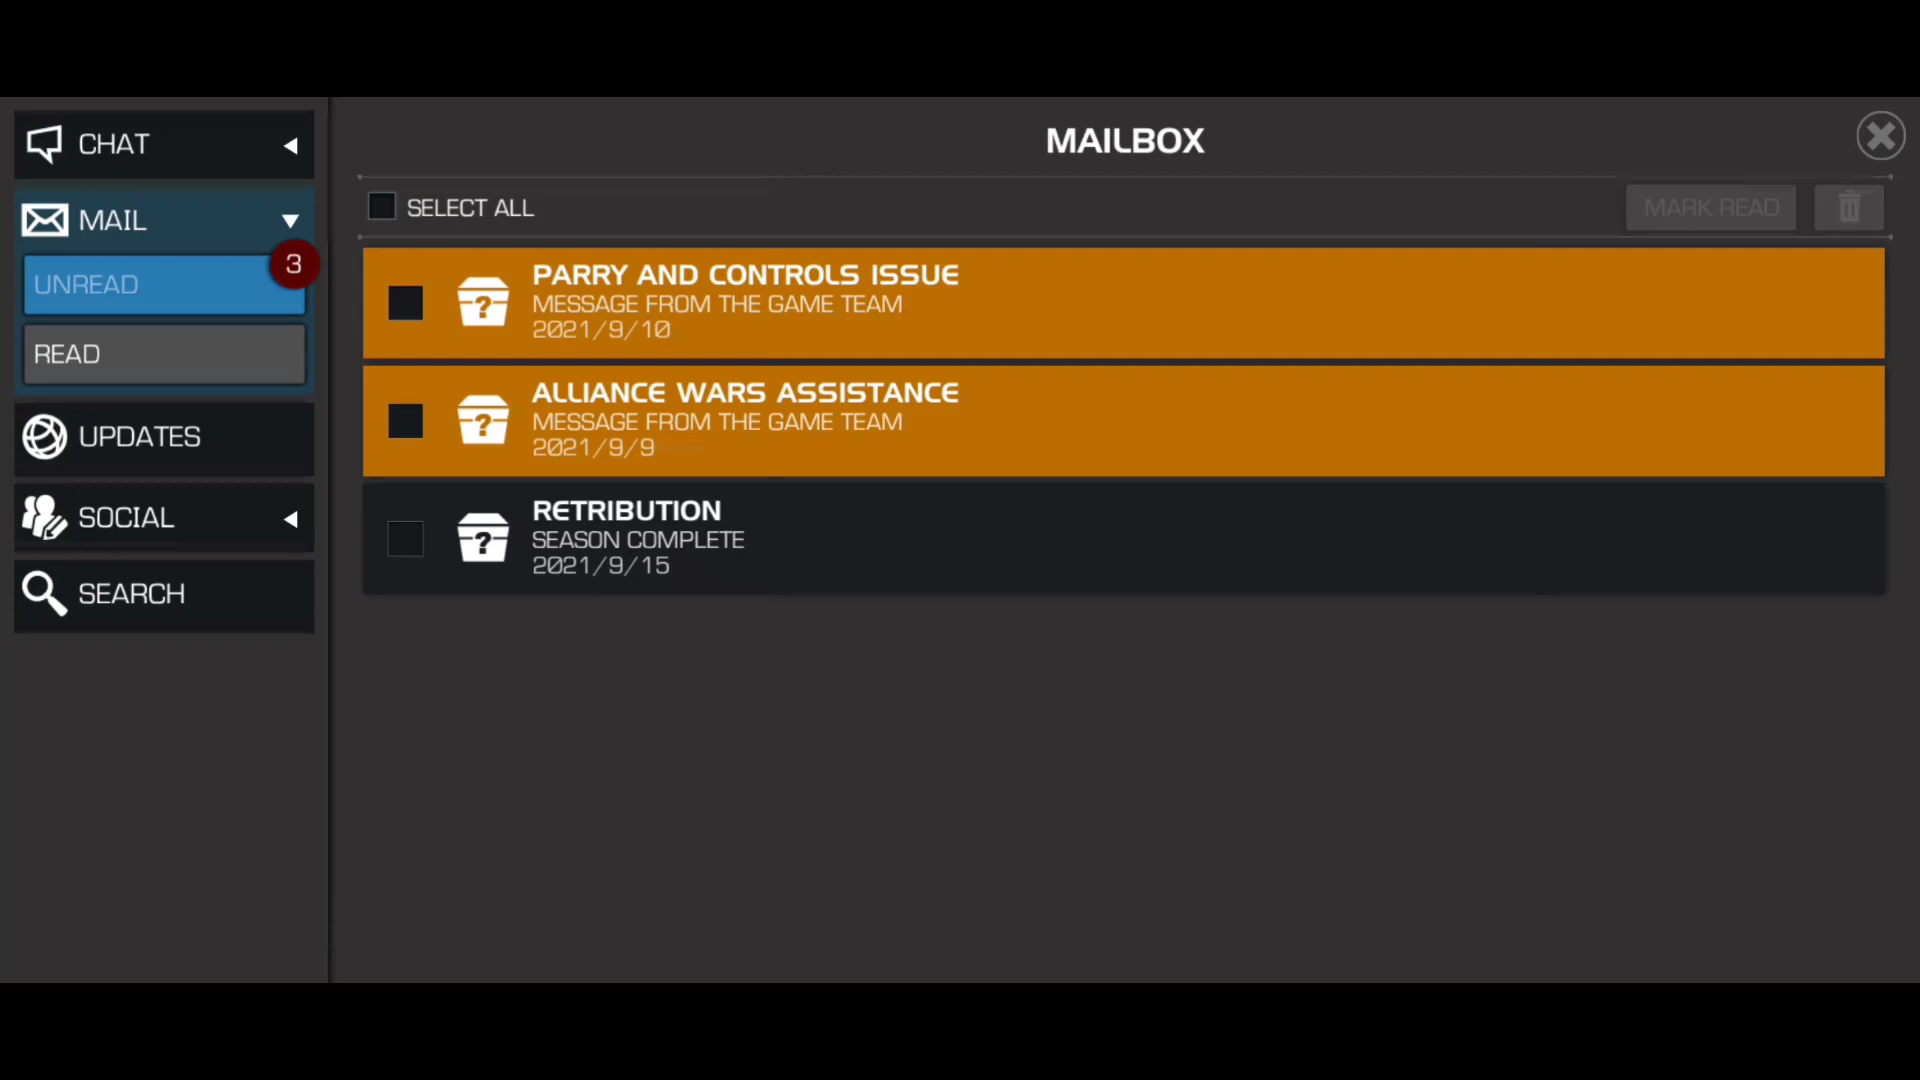 CHAT
MAIL
3
UNREAD
READ
UPDATES
SOCIAL
SEARCH
MAILBOX
SELECT ALL
MARK READ
PARRY AND CONTROLS ISSUE
MESSAGE FROM THE GAME TEAM
2021/9/10
ALLIANCE WARS ASSISTANCE
MESSAGE FROM THE GAME TEAM
2021/9/9
RETRIBUTION
SEASON COMPLETE
2021/9/15